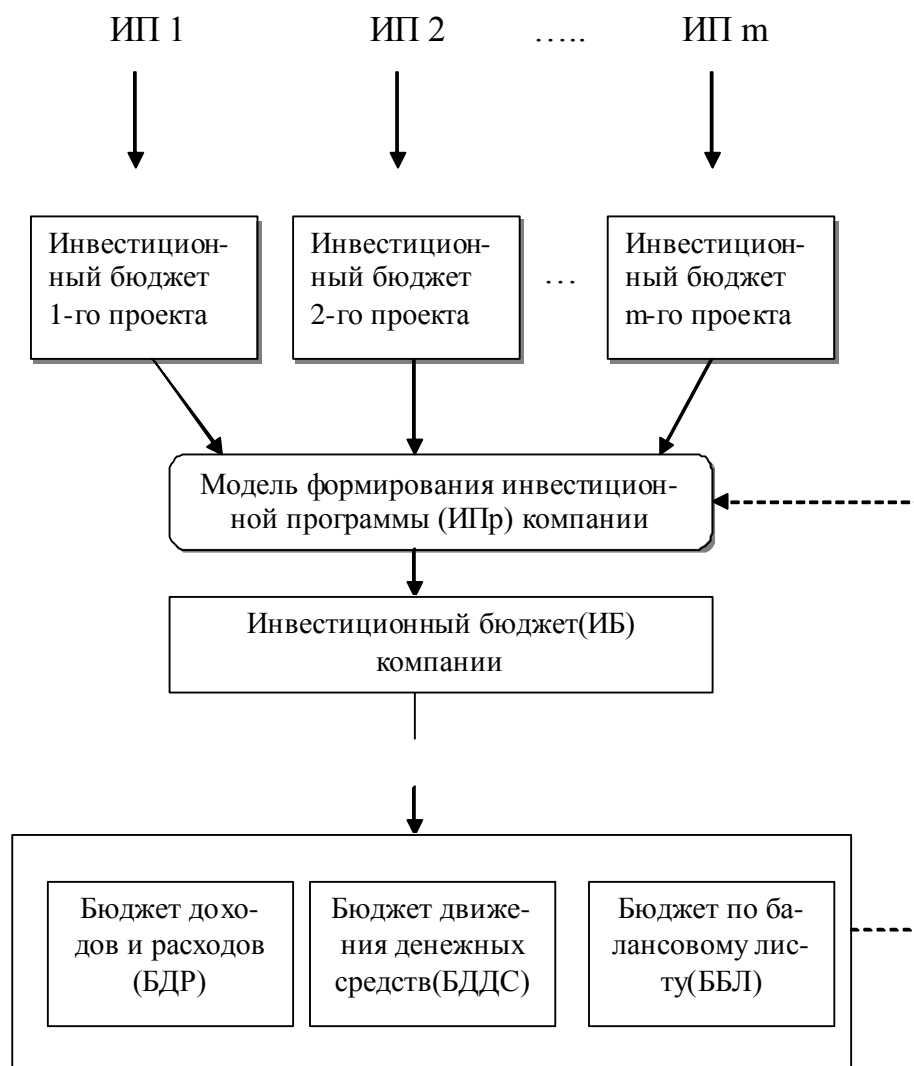 ИП 1
ИП 2
…..
ИП m
Инвестицион-
ный бюджет
1-го проекта
Инвестицион-
ный бюджет
2-го проекта
…
Инвестицион-
ный бюджет
m-го проекта
Модель формирования инвестицион-
ной программы (ИПр) компании
Инвестиционный бюджет(ИБ)
компании
Бюджет дохо-
дов и расходов
(БДР)
Бюджет движе-
ния денежных
средств(БДДС)
Бюджет по ба-
лансовому лис-
ту(ББЛ)